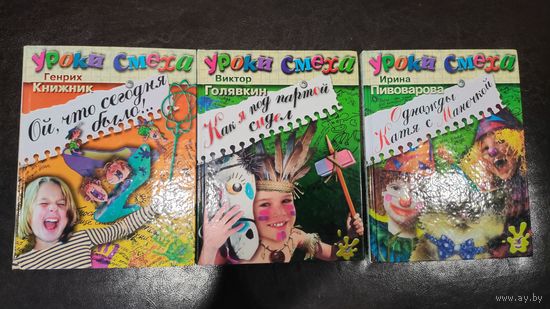 уроки смеха
Генрих
Книжник
Ой, что сегодня
было!..
уроки смеха
Виктор
Голявкин
Как я под партой
сидел
уроки смеха
Ирина
Пивоварова
Однажды
Катя с Манечкой
ay.by